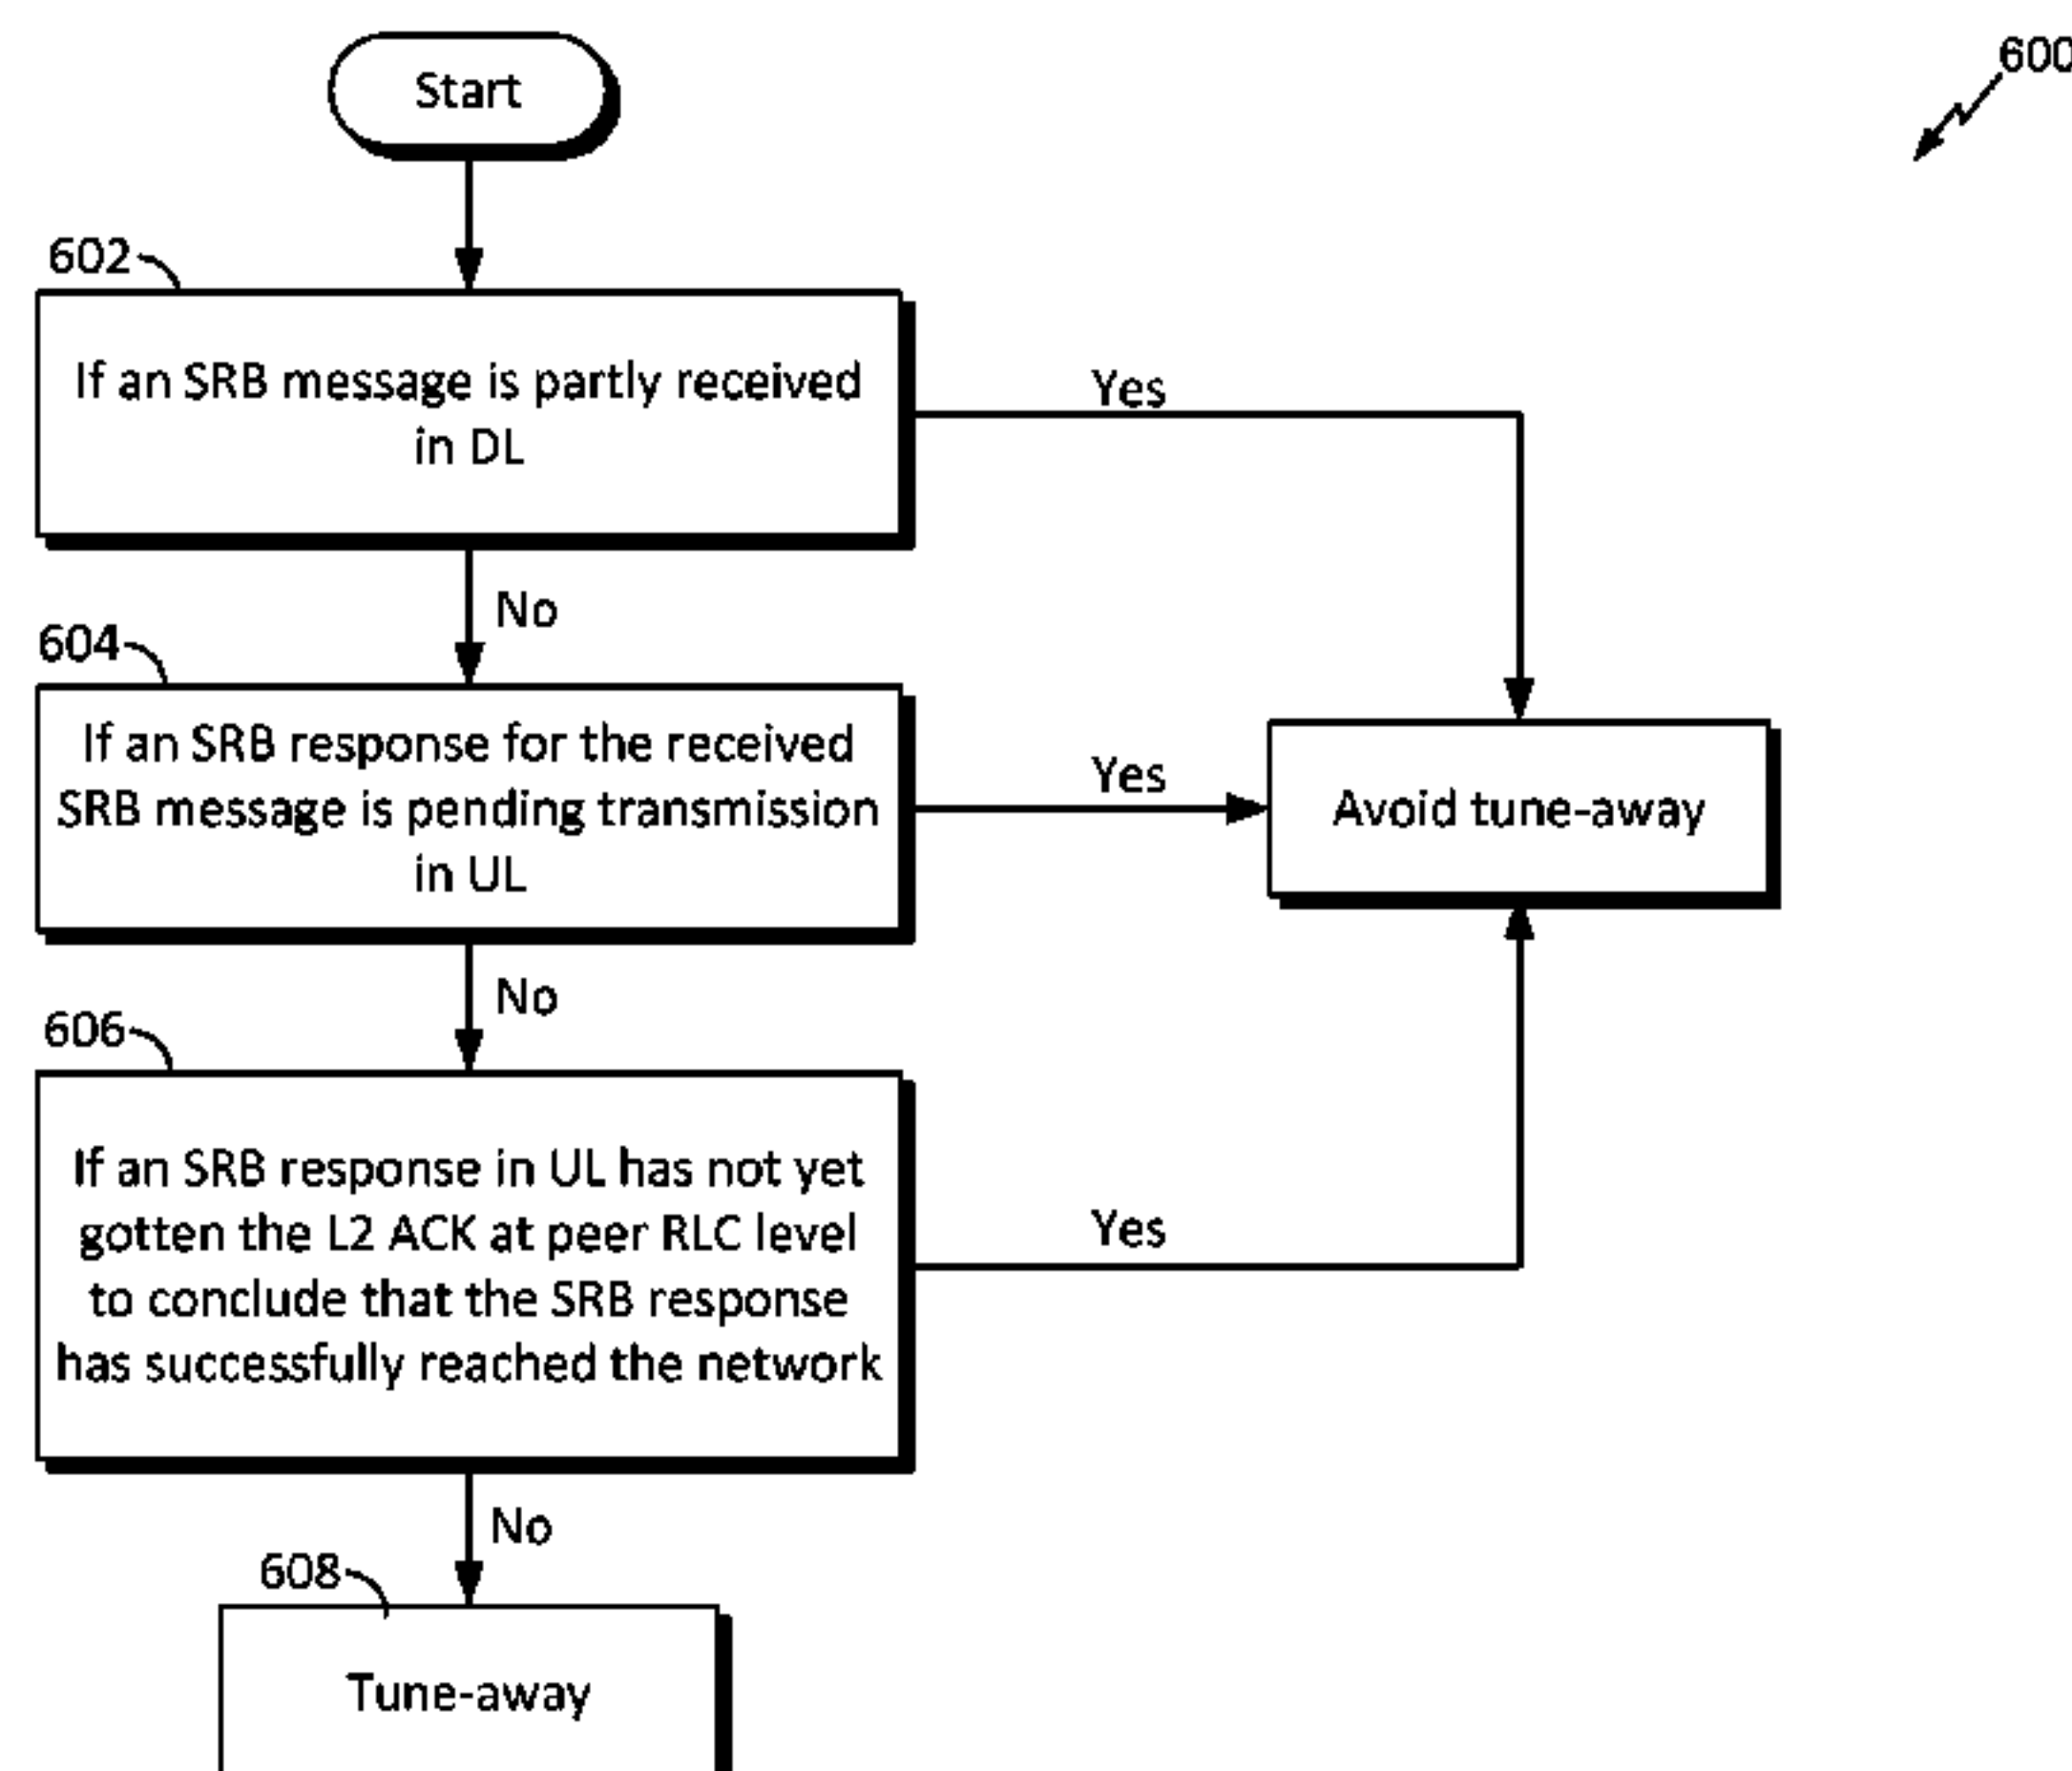 Start
600
602
If an SRB message is partly received
in DL
Yes
No
604
If an SRB response for the received
SRB message is pending transmission
in UL
Yes
Avoid tune-away
No
606
If an SRB response in UL has not yet
gotten the L2 ACK at peer RLC level
to conclude that the SRB response
has successfully reached the network
Yes
No
608
Tune-away